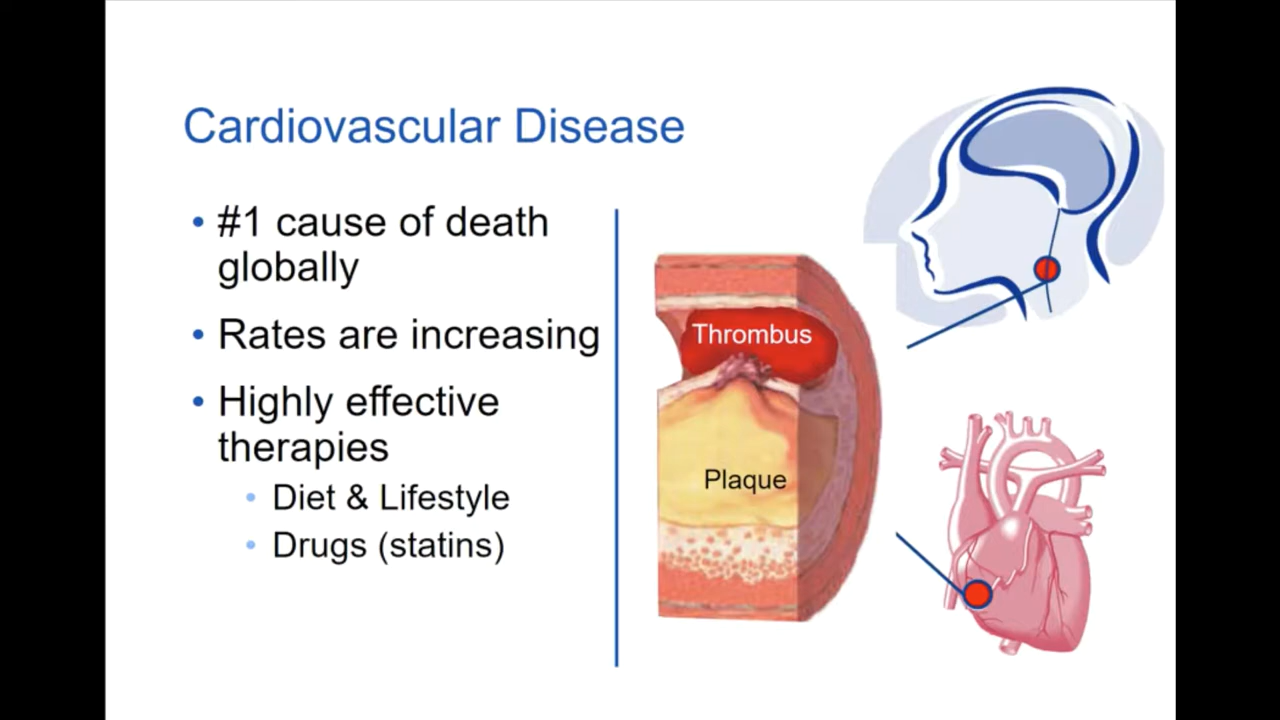 Cardiovascular Disease
• #1 cause of death
globally
• Rates are increasing
• Highly effective
therapies
• Diet & Lifestyle
• Drugs (statins)
Thrombus
Plaque